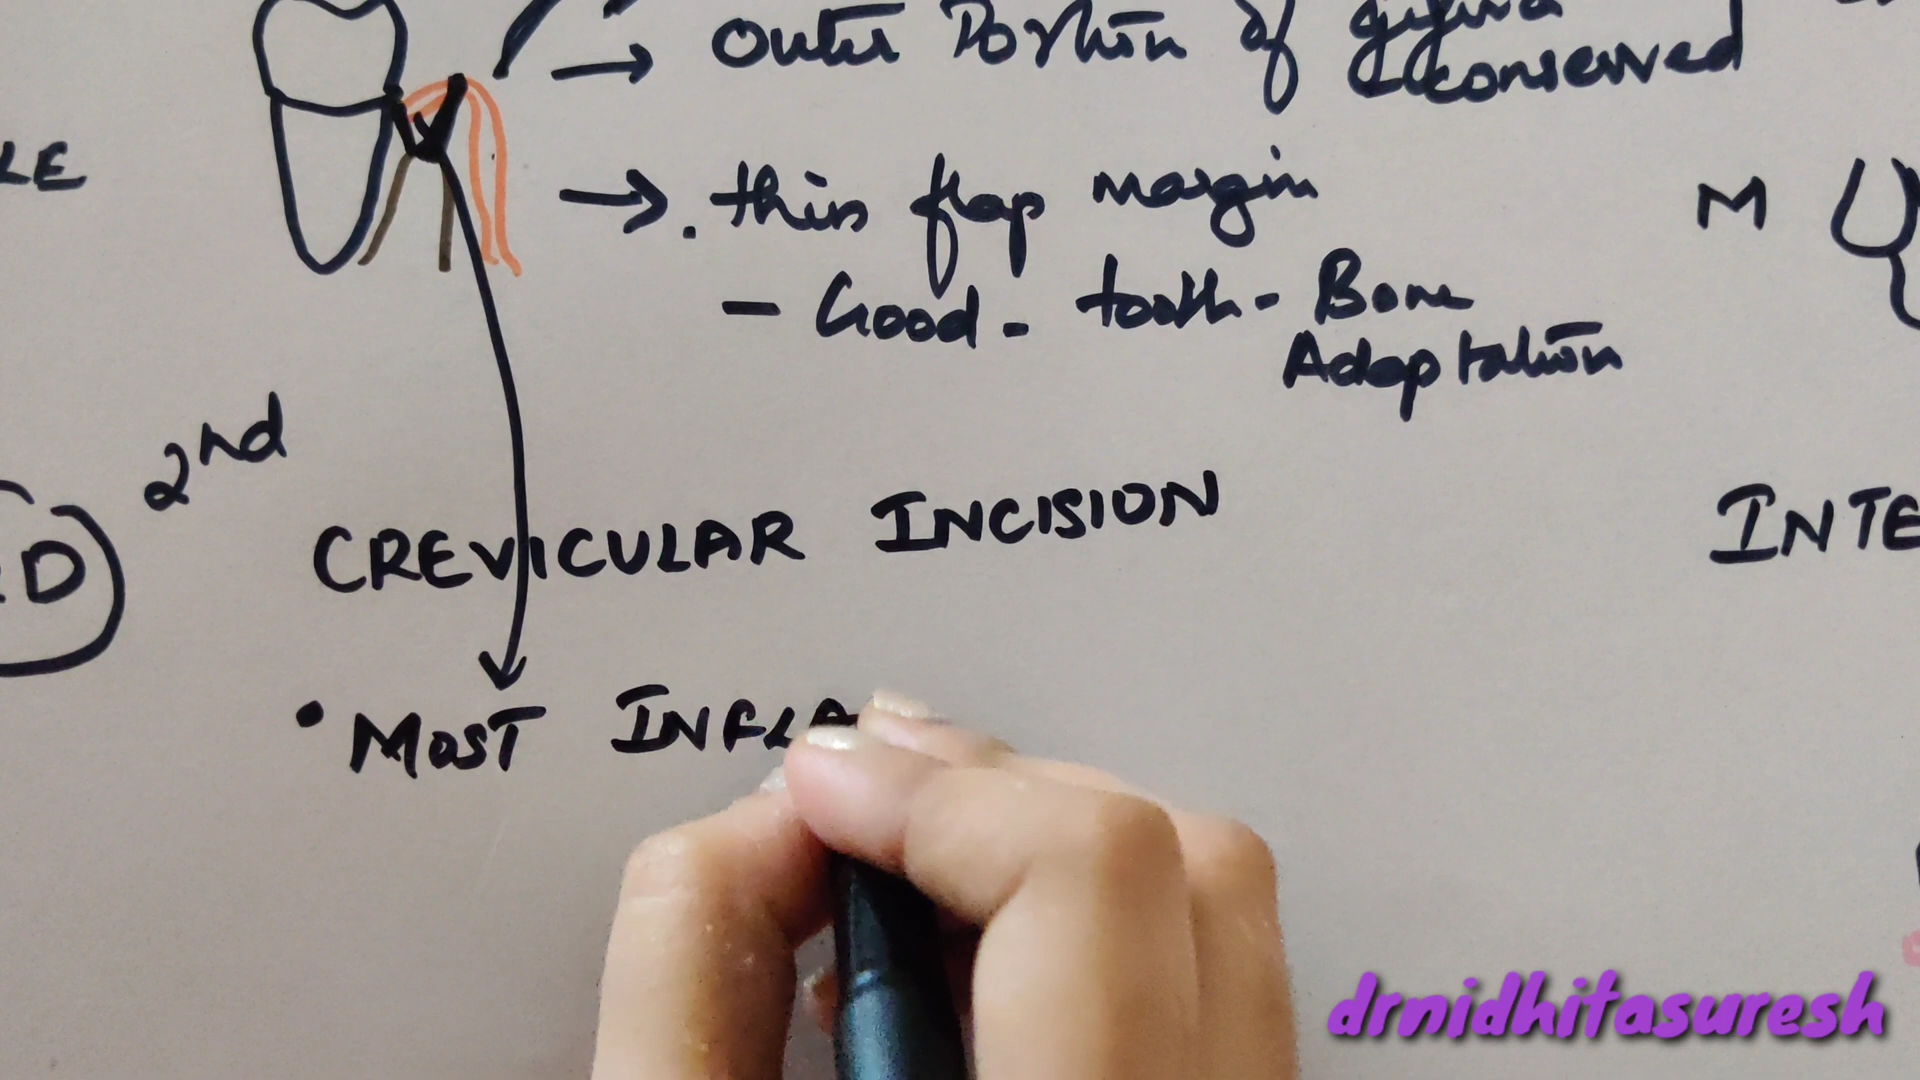 → Outer Portion of gingiva
conserved
LE
→. thin flap margin
M
- Good - tooth - Bone
Adaptation
2nd
CREVICULAR INCISION
INTE
D
• MOST INFLA
drnidhitasuresh